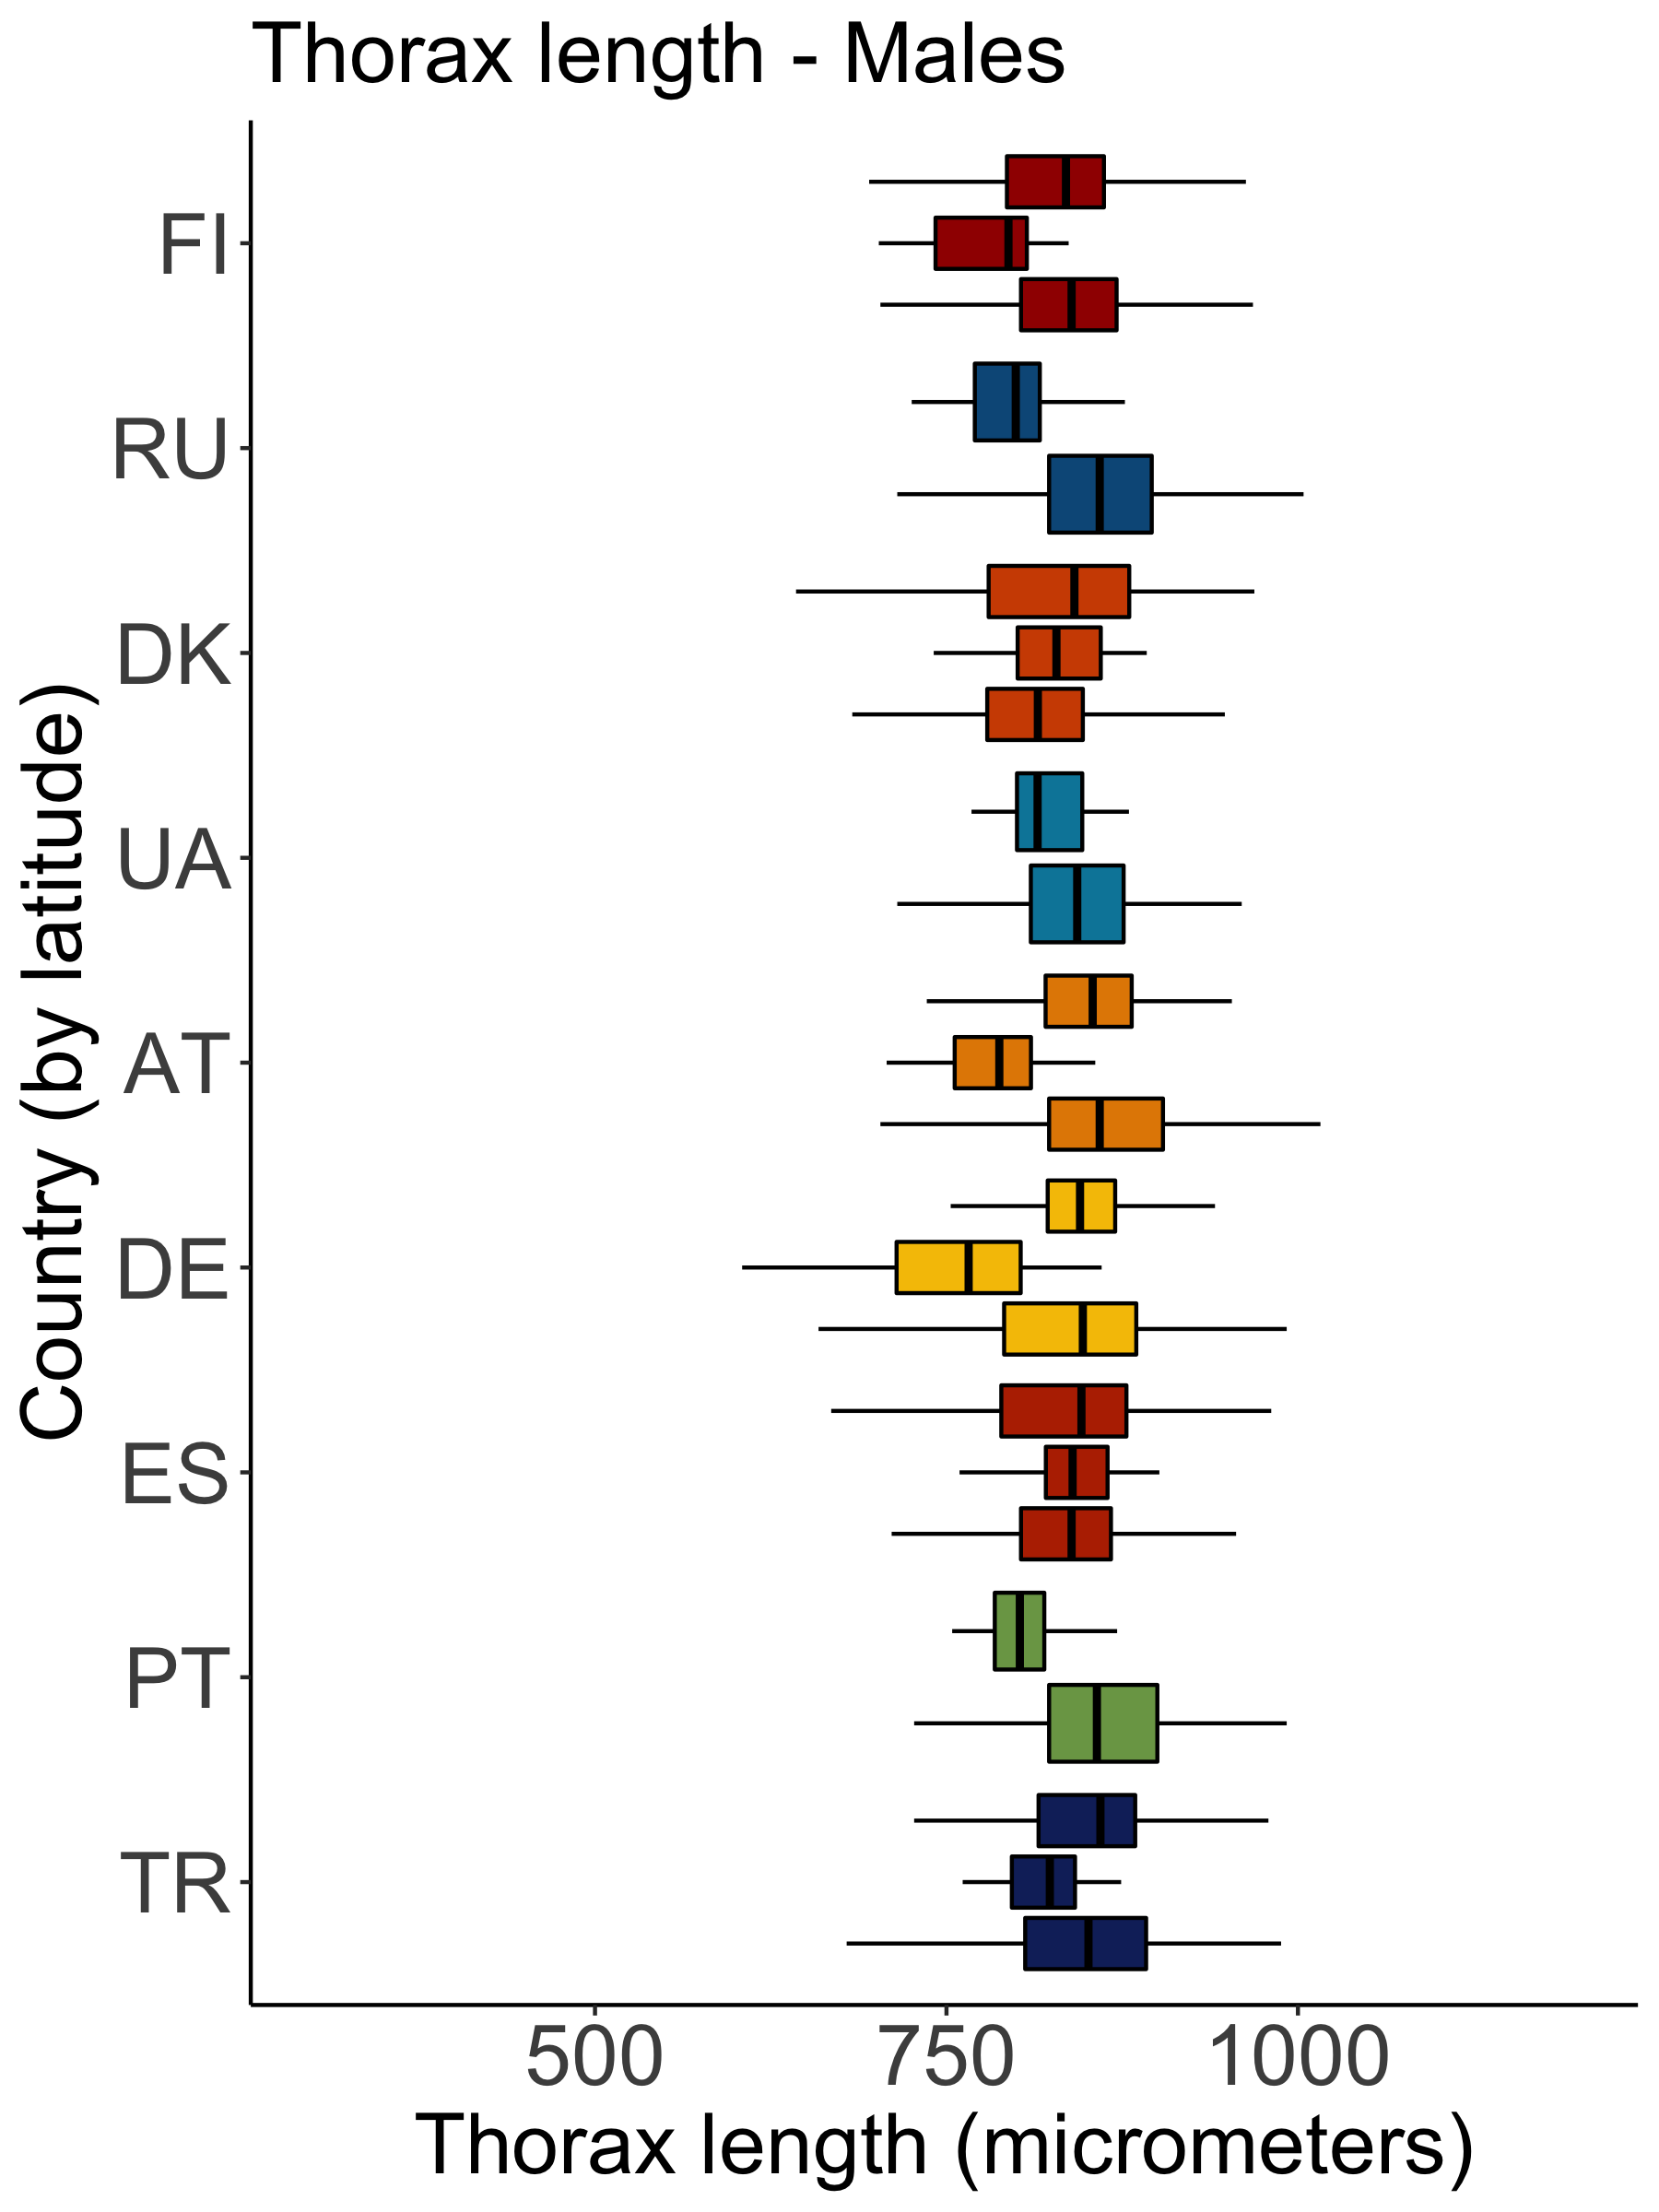 Thorax length - Males
Country (by latitude)
FI
RU
DK
UA
AT
DE
ES
PT
TR
500 750 1000
Thorax length (micrometers)